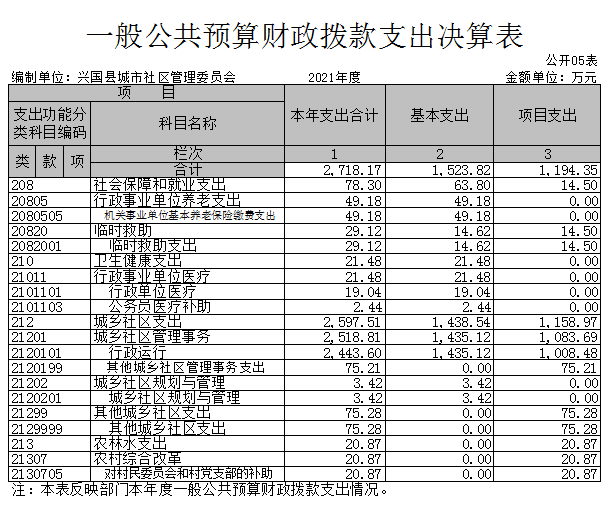 一般公共预算财政拨款支出决算表
公开05表
编制单位：兴国县城市社区管理委员会 2021年度 金额单位：万元
项 目 本年支出合计 基本支出 项目支出
支出功能分类科目编码 科目名称
类 款 项 栏次 1 2 3
合计 2,718.17 1,523.82 1,194.35
208 社会保障和就业支出 78.30 63.80 14.50
20805 行政事业单位养老支出 49.18 49.18 0.00
2080505 机关事业单位基本养老保险缴费支出 49.18 49.18 0.00
20820 临时救助 29.12 14.62 14.50
2082001 临时救助支出 29.12 14.62 14.50
210 卫生健康支出 21.48 21.48 0.00
21011 行政事业单位医疗 21.48 21.48 0.00
2101101 行政单位医疗 19.04 19.04 0.00
2101103 公务员医疗补助 2.44 2.44 0.00
212 城乡社区支出 2,597.51 1,438.54 1,158.97
21201 城乡社区管理事务 2,518.81 1,435.12 1,083.69
2120101 行政运行 2,443.60 1,435.12 1,008.48
2120199 其他城乡社区管理事务支出 75.21 0.00 75.21
21202 城乡社区规划与管理 3.42 3.42 0.00
2120201 城乡社区规划与管理 3.42 3.42 0.00
21299 其他城乡社区支出 75.28 0.00 75.28
2129999 其他城乡社区支出 75.28 0.00 75.28
213 农林水支出 20.87 0.00 20.87
21307 农村综合改革 20.87 0.00 20.87
2130705 对村民委员会和村党支部的补助 20.87 0.00 20.87
注：本表反映部门本年度一般公共预算财政拨款支出情况。